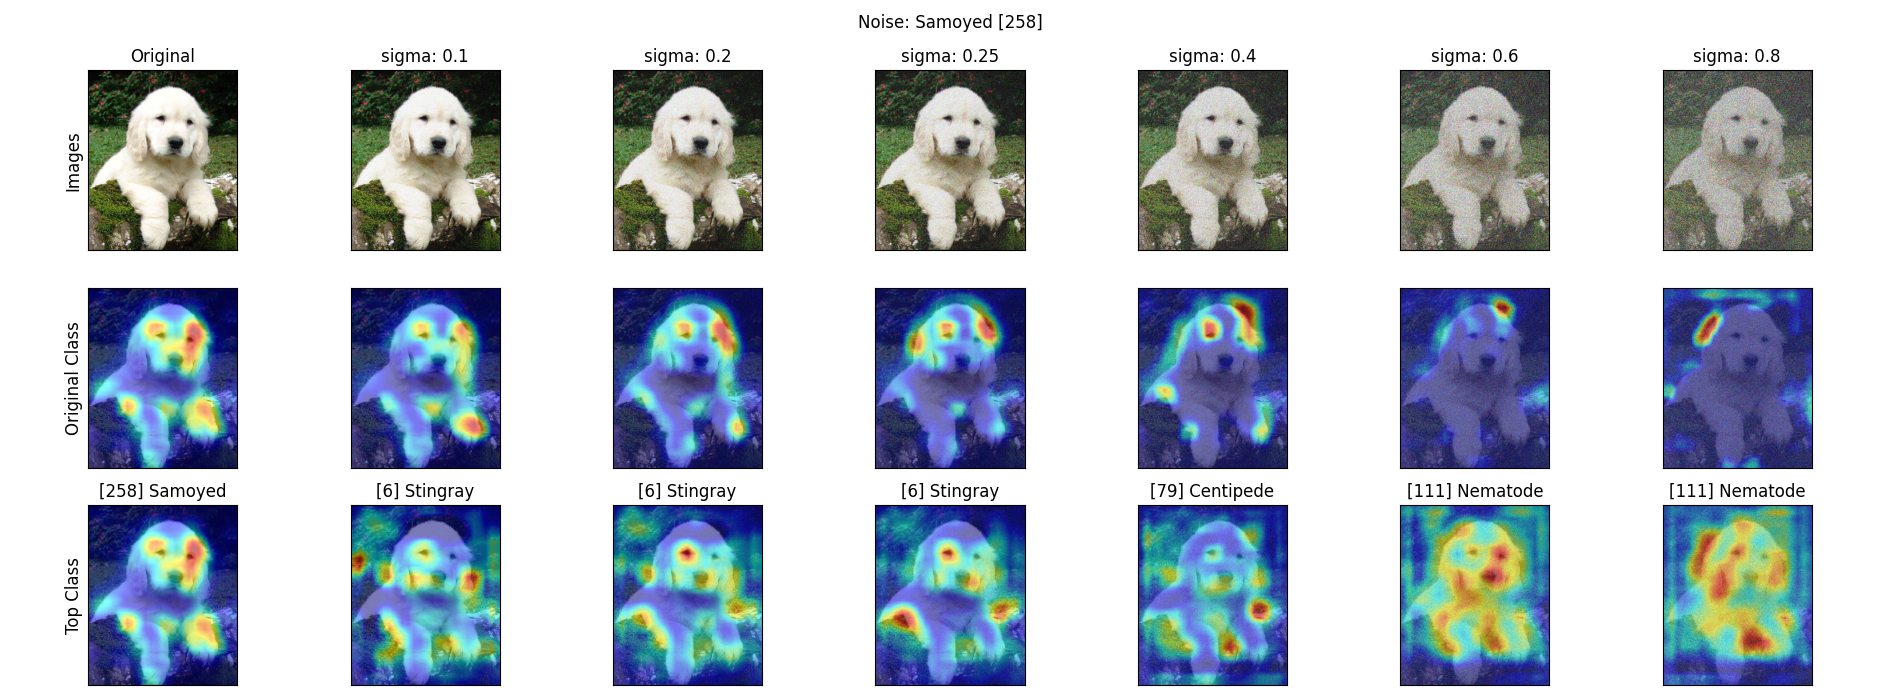 Noise: Samoyed [258]
Original
sigma: 0.1
sigma: 0.2
sigma: 0.25
sigma: 0.4
sigma: 0.6
sigma: 0.8
Images
Original Class
[258] Samoyed
[6] Stingray
[6] Stingray
[6] Stingray
[79] Centipede
[111] Nematode
[111] Nematode
Top Class